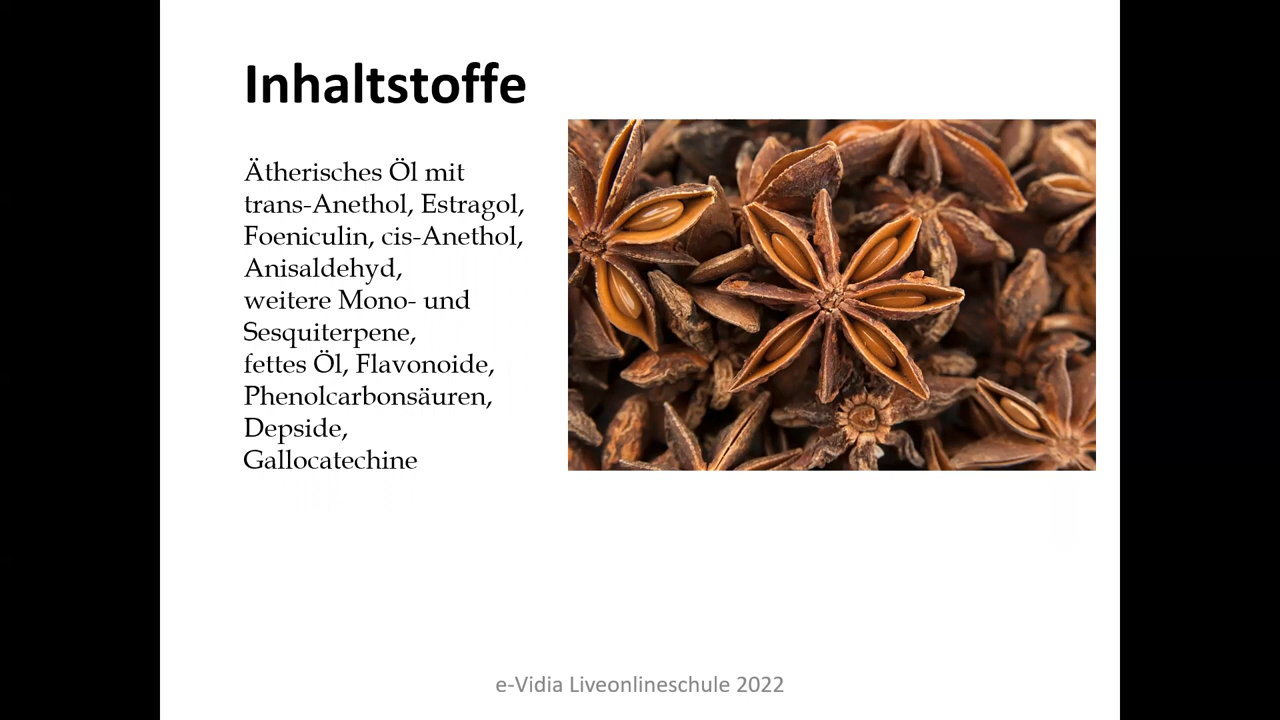 Inhaltstoffe
Ätherisches Öl mit
trans-Anethol, Estragol,
Foeniculin, cis-Anethol,
Anisaldehyd,
weitere Mono- und
Sesquiterpene,
fettes Öl, Flavonoide,
Phenolcarbonsäuren,
Depside,
Gallocatechine
e-Vidia Liveonlineschule 2022